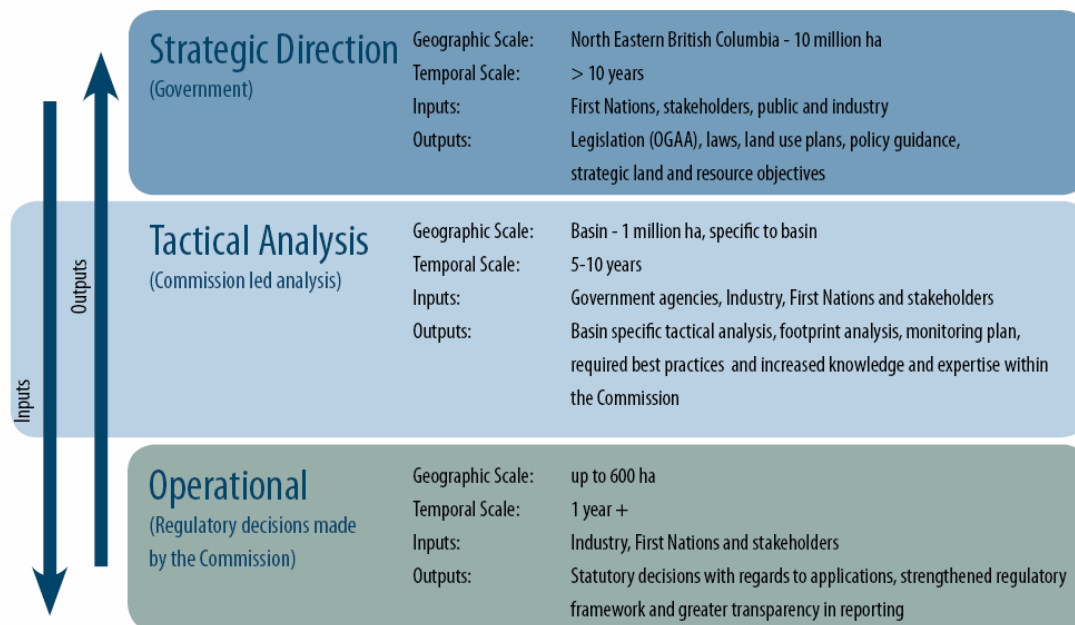 Strategic Direction
(Government)
Geographic Scale: North Eastern British Columbia - 10 million ha
Temporal Scale: > 10 years
Inputs: First Nations, stakeholders, public and industry
Outputs: Legislation (OGAA), laws, land use plans, policy guidance,
strategic land and resource objectives
Outputs
Inputs
Tactical Analysis
(Commission led analysis)
Geographic Scale: Basin - 1 million ha, specific to basin
Temporal Scale: 5-10 years
Inputs: Government agencies, Industry, First Nations and stakeholders
Outputs: Basin specific tactical analysis, footprint analysis, monitoring plan,
required best practices and increased knowledge and expertise within
the Commission
Operational
(Regulatory decisions made
by the Commission)
Geographic Scale: up to 600 ha
Temporal Scale: 1 year +
Inputs: Industry, First Nations and stakeholders
Outputs: Statutory decisions with regards to applications, strengthened regulatory
framework and greater transparency in reporting